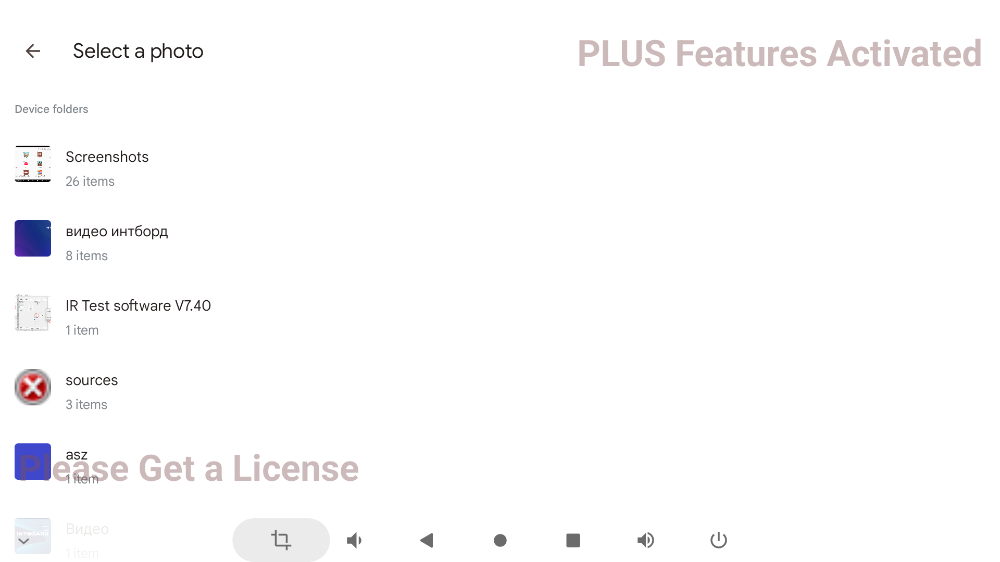 Select a photo
PLUS Features Activated
Device folders
Screenshots
26 items
видео интборд
8 items
IR Test software V7.40
1 item
sources
3 items
asz
1 item
Please Get a License
Видео
1 item
INTBOARD